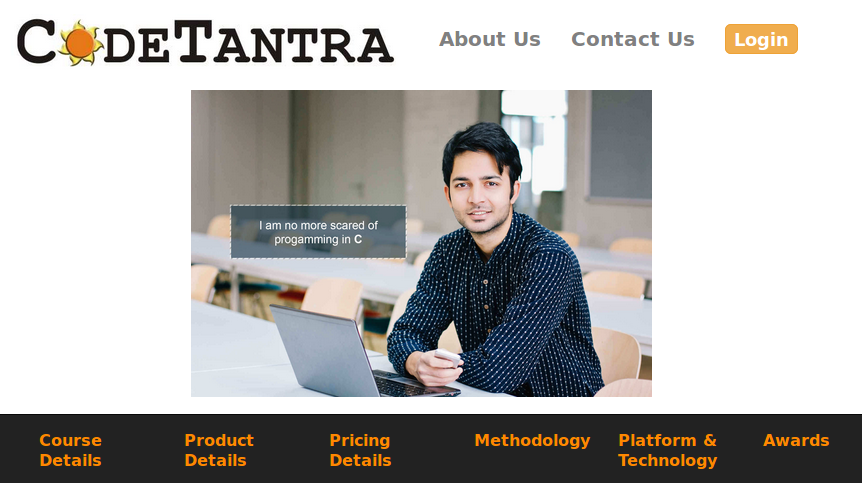 CODETANTRA
About Us
Contact Us
Login
I am no more scared of
progamming in C
Course
Details
Product
Details
Pricing
Details
Methodology
Platform &
Technology
Awards